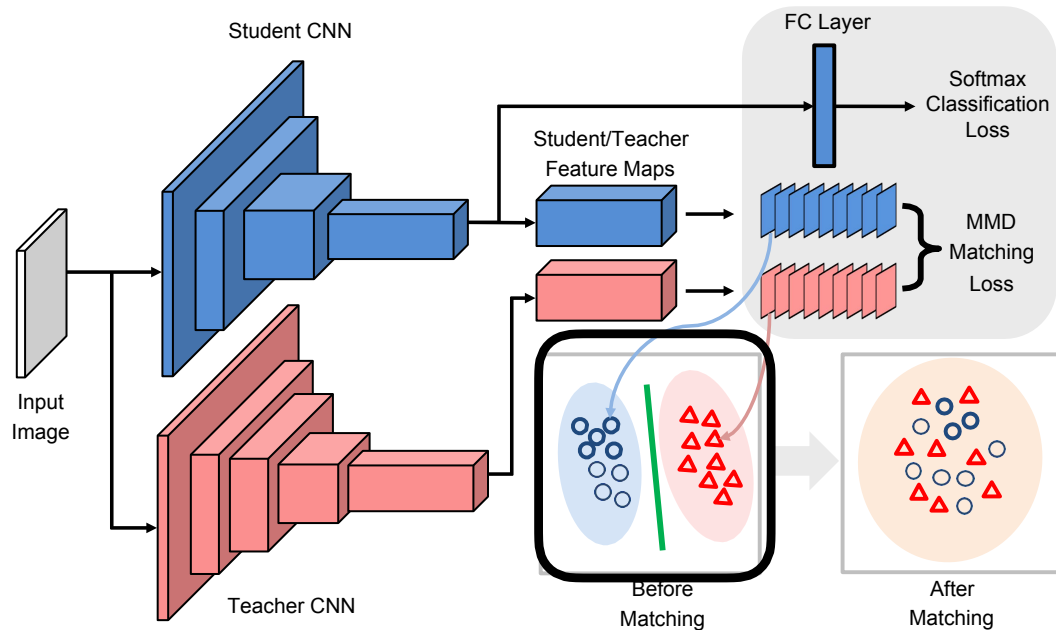 Student CNN
FC Layer
Softmax
Classification
Loss
Student/Teacher
Feature Maps
MMD
Matching
Loss
Input
Image
Teacher CNN
Before
Matching
After
Matching